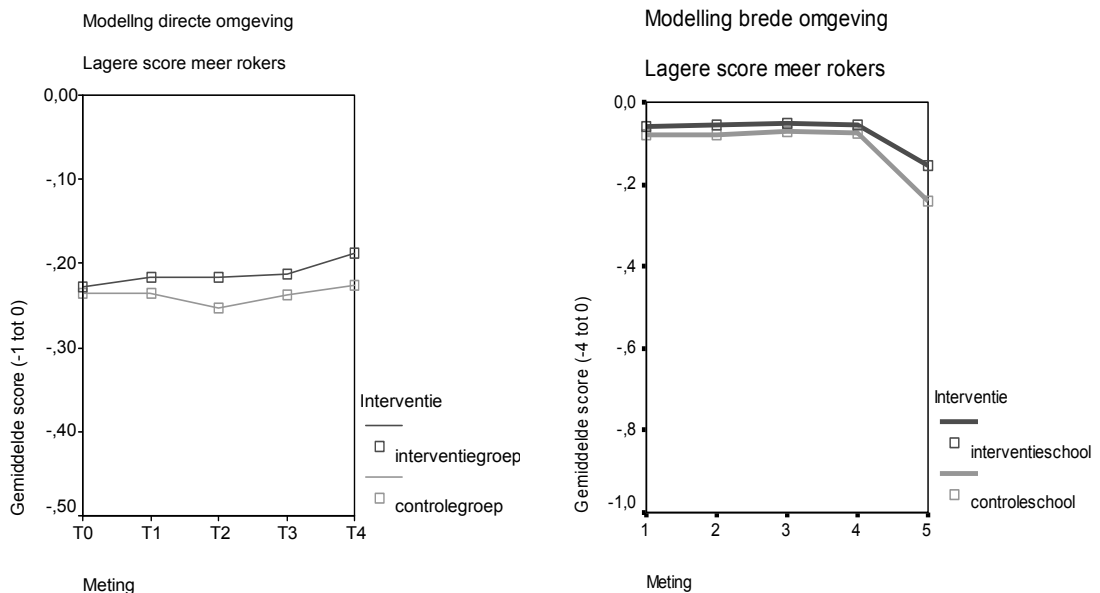 Modellng directe omgeving
Lagere score meer rokers
0,00
-,10
-,20
-,30
-,40
-,50
Gemiddelde score (-1 tot 0)
T0 T1 T2 T3 T4
Meting
Interventie
interventiegroep
controlegroep
Modelling brede omgeving
Lagere score meer rokers
0,0
-,2
-,4
-,6
-,8
-1,0
Gemiddelde score (-4 tot 0)
1 2 3 4 5
Meting
Interventie
interventieschool
controleschool